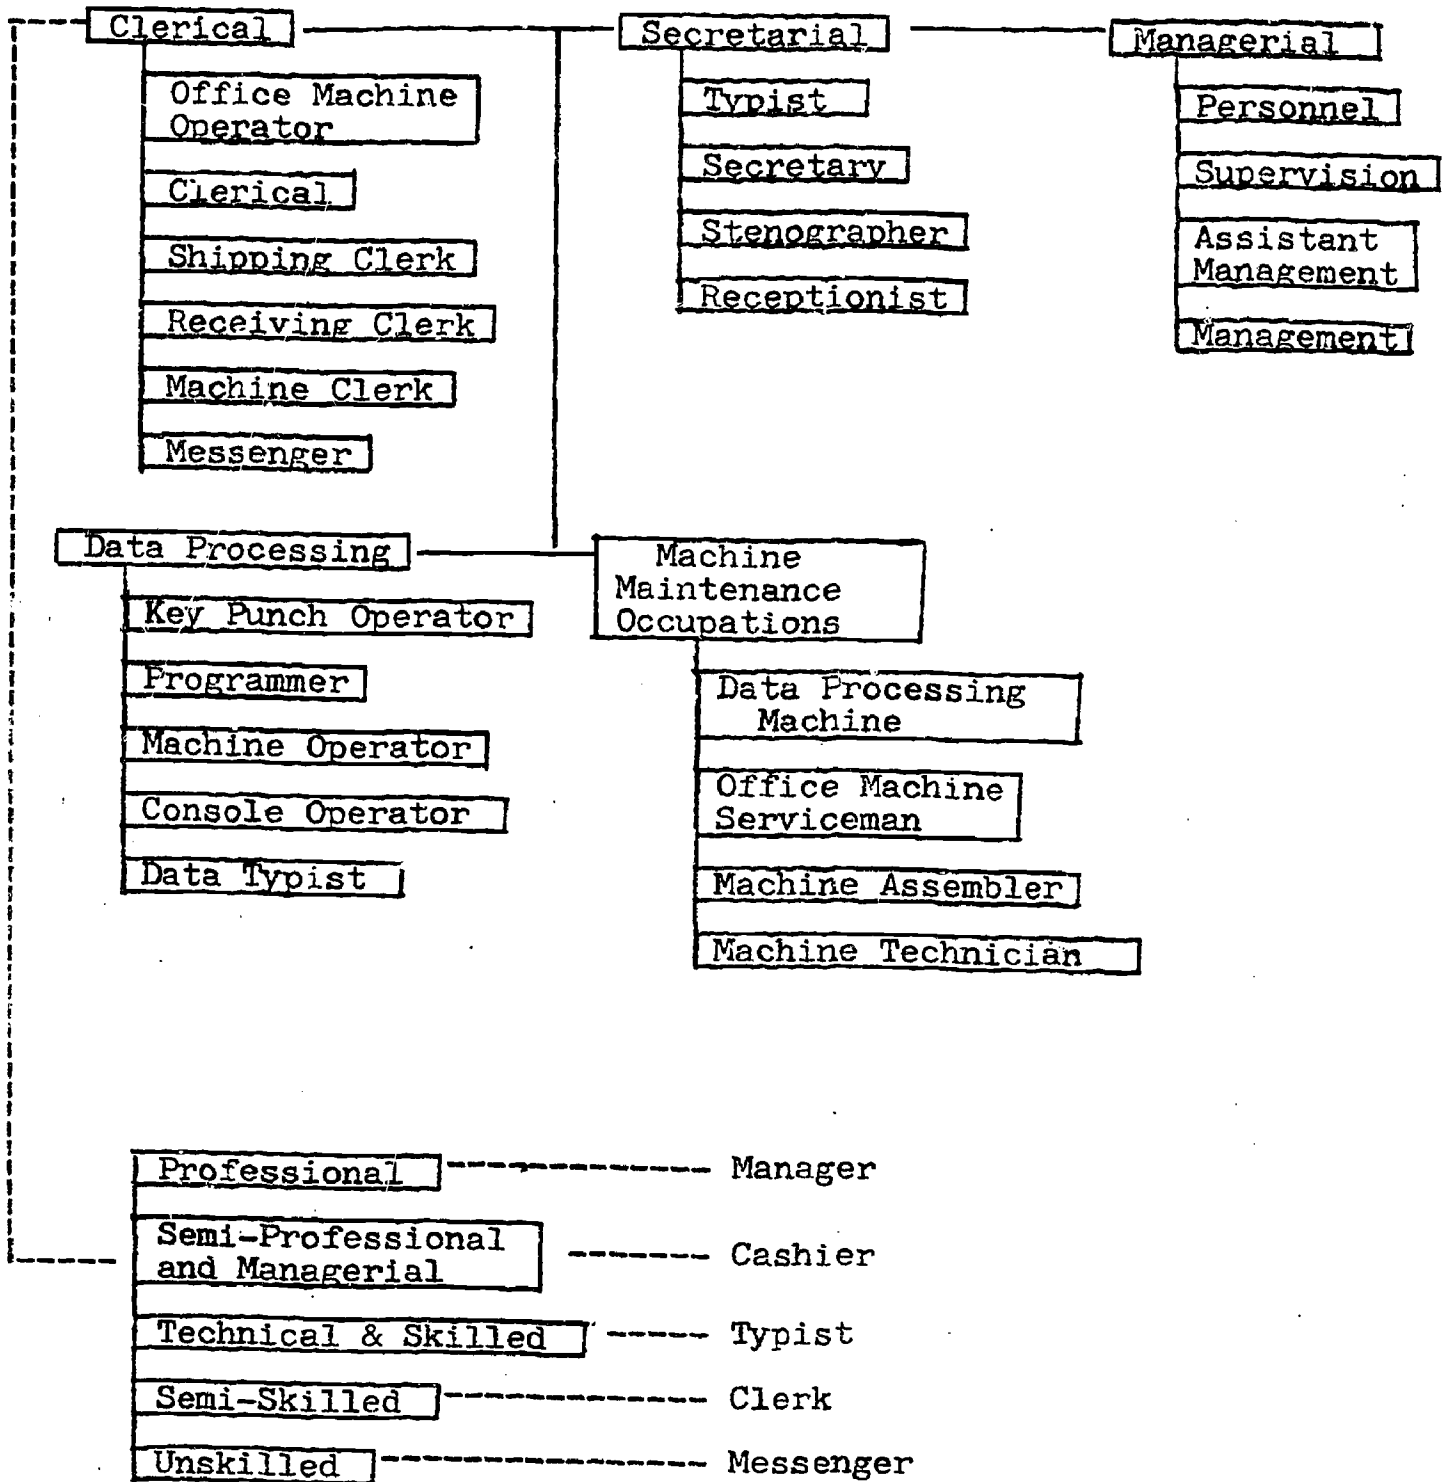 Clerical
Office Machine
Operator
Clerical
Shipping Clerk
Receiving Clerk
Machine Clerk
Messenger
Secretarial
Typist
Secretary
Stenographer
Receptionist
Managerial
Personnel
Supervision
Assistant
Management
Management
Data Processing
Key Punch Operator
Programmer
Machine Operator
Console Operator
Data Typist
Machine
Maintenance
Occupations
Data Processing
Machine
Office Machine
Serviceman
Machine Assembler
Machine Technician
Professional
Manager
Semi-Professional
and Managerial
Cashier
Technical & Skilled
Typist
Semi-Skilled
Clerk
Unskilled
Messenger